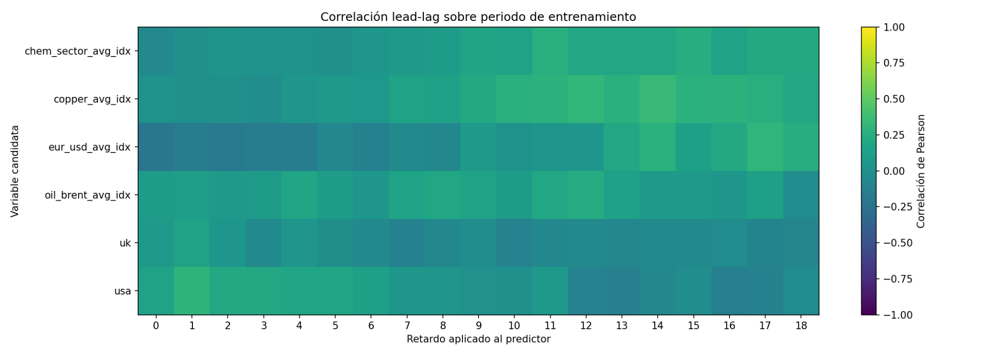 Correlación lead-lag sobre periodo de entrenamiento
Variable candidata
chem_sector_avg_idx
copper_avg_idx
eur_usd_avg_idx
oil_brent_avg_idx
uk
usa
0 1 2 3 4 5 6 7 8 9 10 11 12 13 14 15 16 17 18
Retardo aplicado al predictor
1.00
0.75
0.50
0.25
0.00
−0.25
−0.50
−0.75
−1.00
Correlación de Pearson